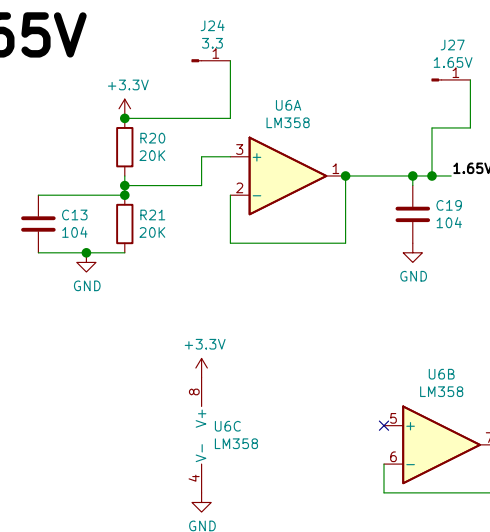 65V
J24
3.3
1
+3.3V
J27
1.65V
1
U6A
LM358
R20
20K
3
+
1
2
-
1.65V
C13
104
R21
20K
C19
104
GND
GND
+3.3V
8
V+
U6C
LM358
V-
4
GND
U6B
LM358
5
+
6
-
7